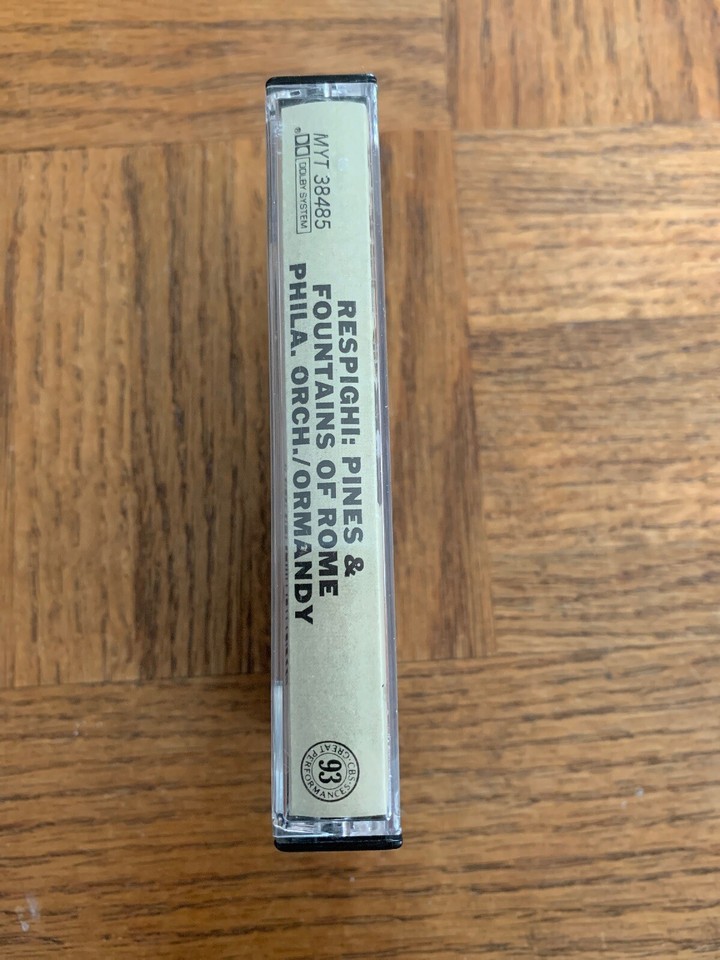 MYT 38485
DOLBY SYSTEM
®
RESPIGHI: PINES &
FOUNTAINS OF ROME
PHILA. ORCH./ORMANDY
·CBS·GREAT PERFORMANCES
93